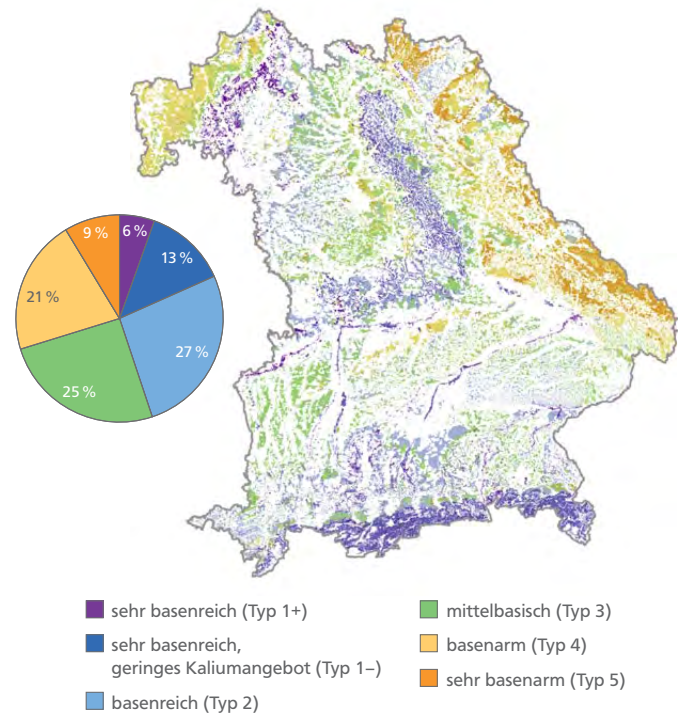 9 %
6 %
13 %
21 %
27 %
25 %
sehr basenreich (Typ 1+)
sehr basenreich,
geringes Kaliumangebot (Typ 1–)
basenreich (Typ 2)
mittelbasisch (Typ 3)
basenarm (Typ 4)
sehr basenarm (Typ 5)